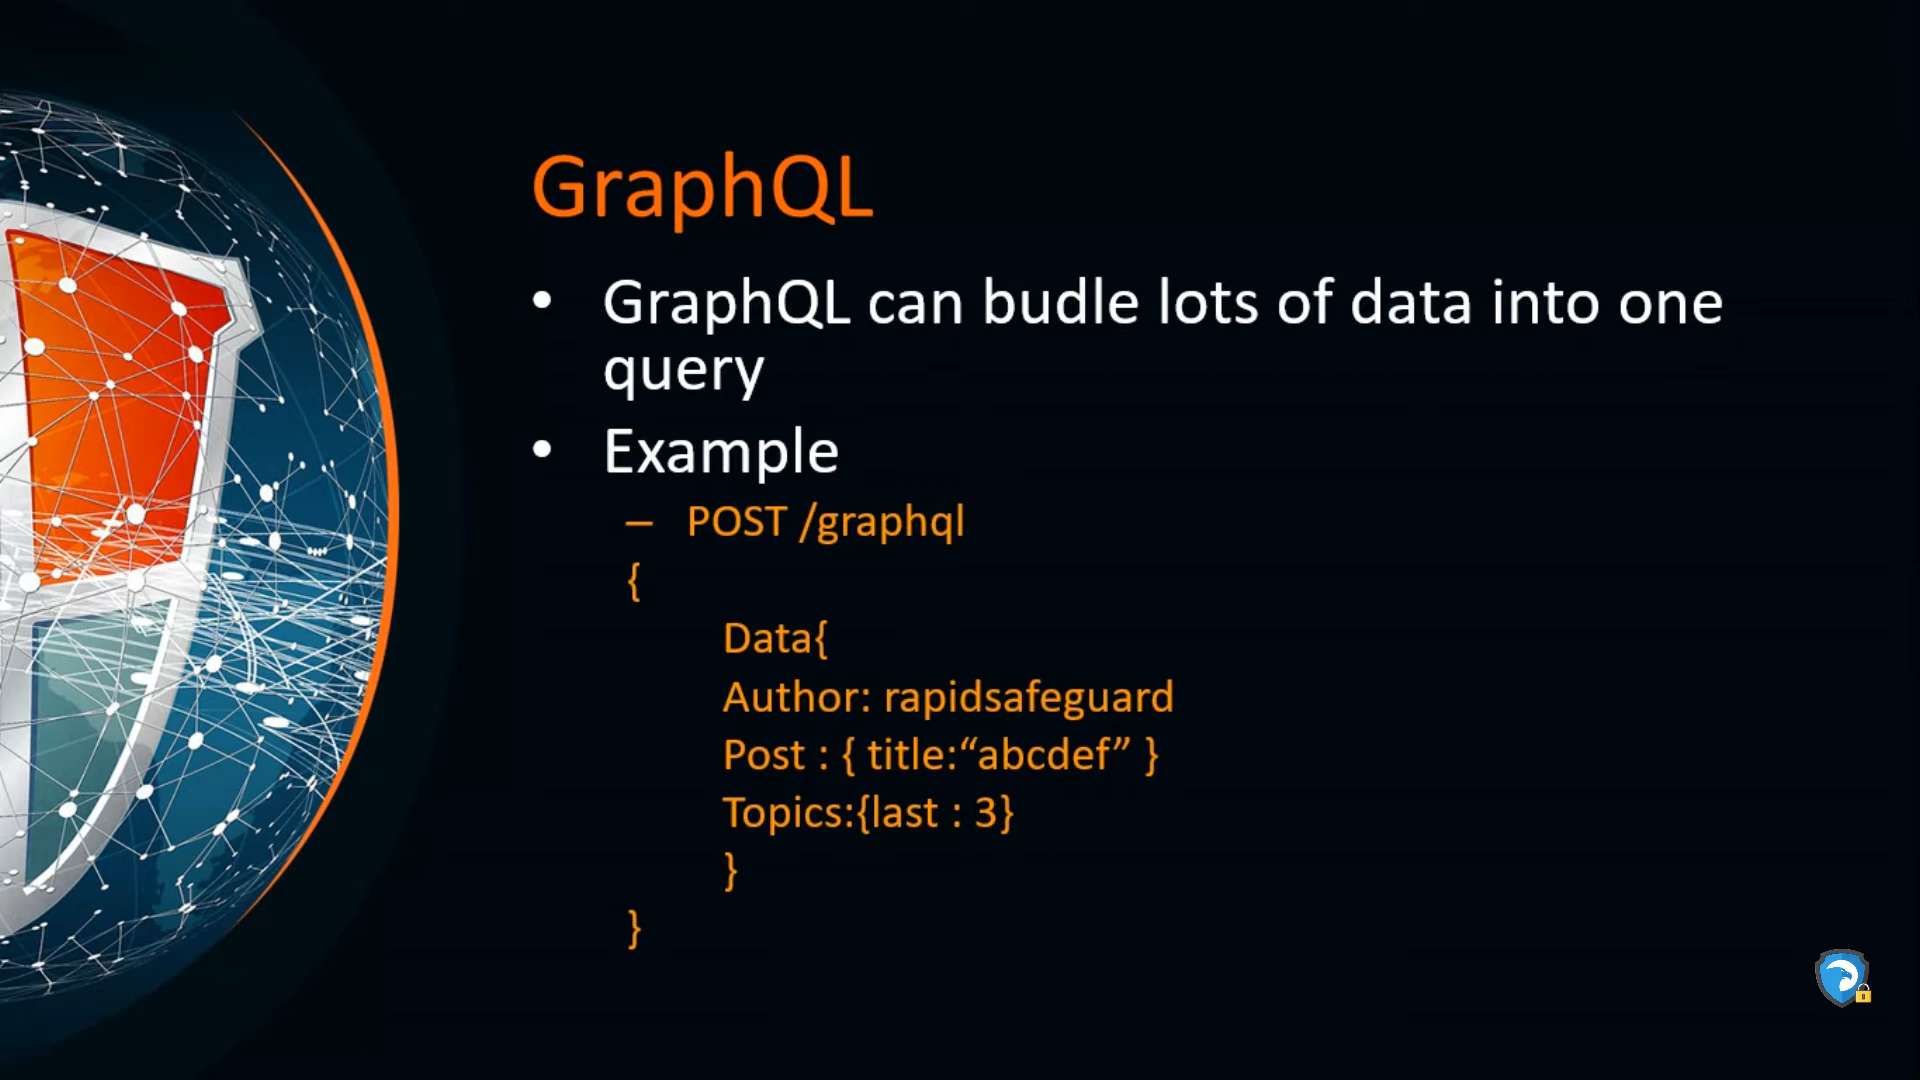 GraphQL
• GraphQL can budle lots of data into one
query
• Example
– POST /graphql
{
Data{
Author: rapidsafeguard
Post : { title:“abcdef” }
Topics:{last : 3}
}
}